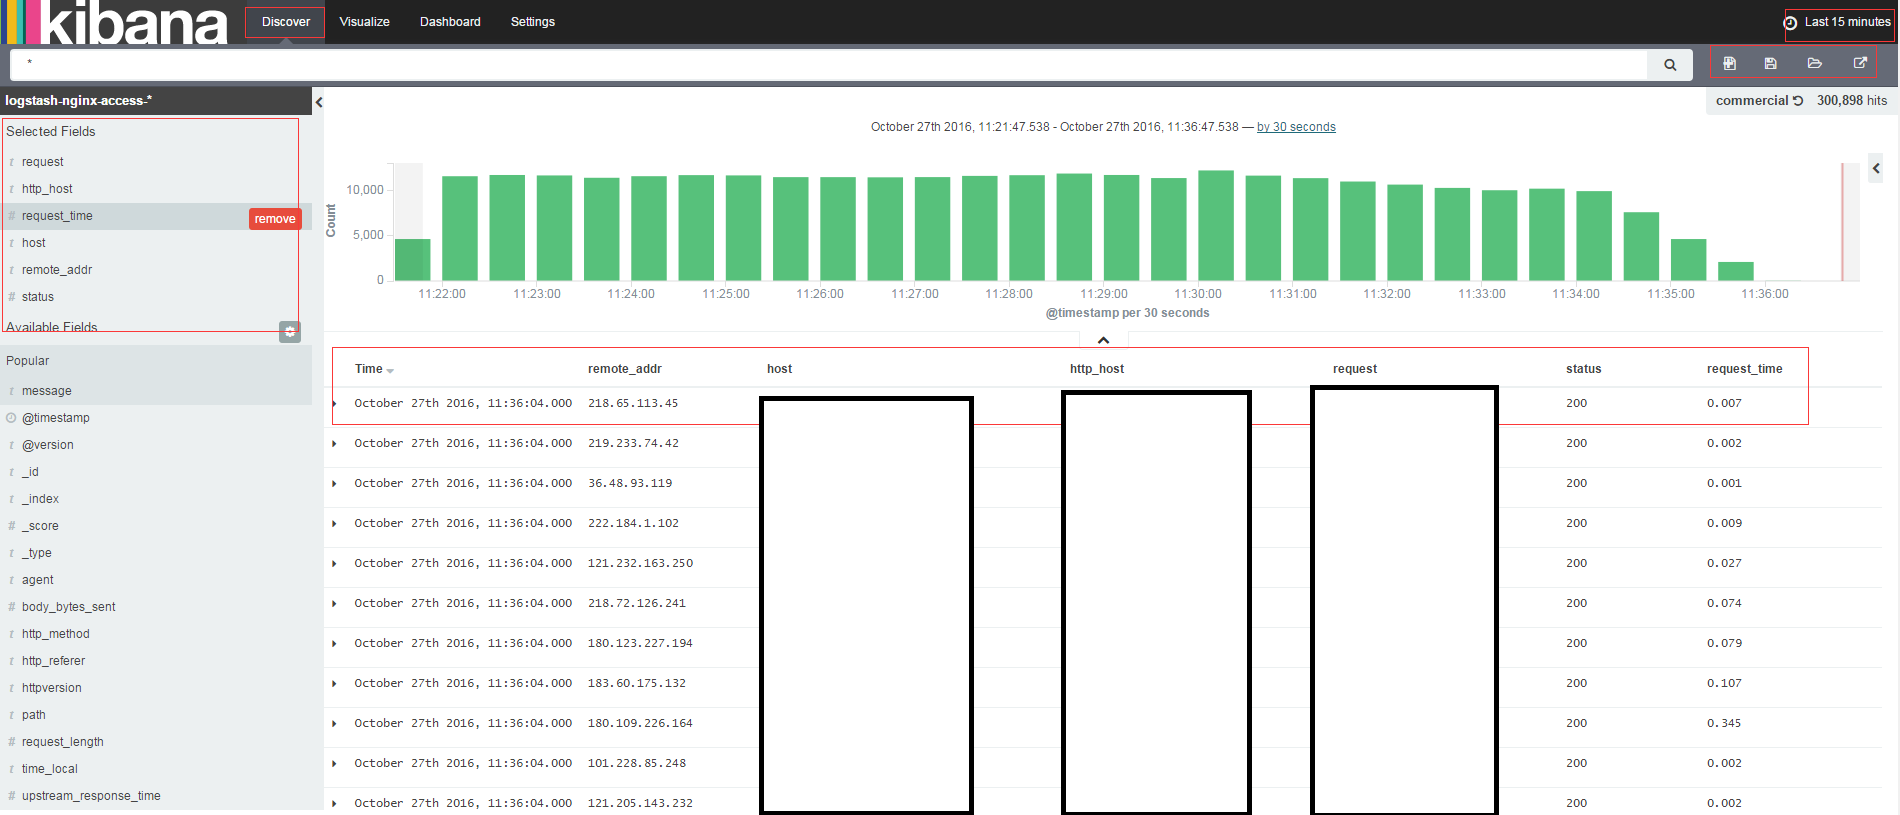 kibana Discover Visualize Dashboard Settings Last 15 minutes
*
logstash-nginx-access-*
commercial 300,898 hits
October 27th 2016, 11:21:47.538 - October 27th 2016, 11:36:47.538 — by 30 seconds
Selected Fields
t request
t http_host
# request_time remove
t host
t remote_addr
# status
Available Fields
Popular
t message
@timestamp
t @version
t _id
t _index
# _score
t _type
t agent
# body_bytes_sent
t http_method
t http_referer
t httpversion
t path
# request_length
t time_local
# upstream_response_time
Count
10,000
5,000
0
11:22:00 11:23:00 11:24:00 11:25:00 11:26:00 11:27:00 11:28:00 11:29:00 11:30:00 11:31:00 11:32:00 11:33:00 11:34:00 11:35:00 11:36:00
@timestamp per 30 seconds
Time remote_addr host http_host request status request_time
October 27th 2016, 11:36:04.000 218.65.113.45 200 0.007
October 27th 2016, 11:36:04.000 219.233.74.42 200 0.002
October 27th 2016, 11:36:04.000 36.48.93.119 200 0.001
October 27th 2016, 11:36:04.000 222.184.1.102 200 0.009
October 27th 2016, 11:36:04.000 121.232.163.250 200 0.027
October 27th 2016, 11:36:04.000 218.72.126.241 200 0.074
October 27th 2016, 11:36:04.000 180.123.227.194 200 0.079
October 27th 2016, 11:36:04.000 183.60.175.132 200 0.107
October 27th 2016, 11:36:04.000 180.109.226.164 200 0.345
October 27th 2016, 11:36:04.000 101.228.85.248 200 0.002
October 27th 2016, 11:36:04.000 121.205.143.232 200 0.002